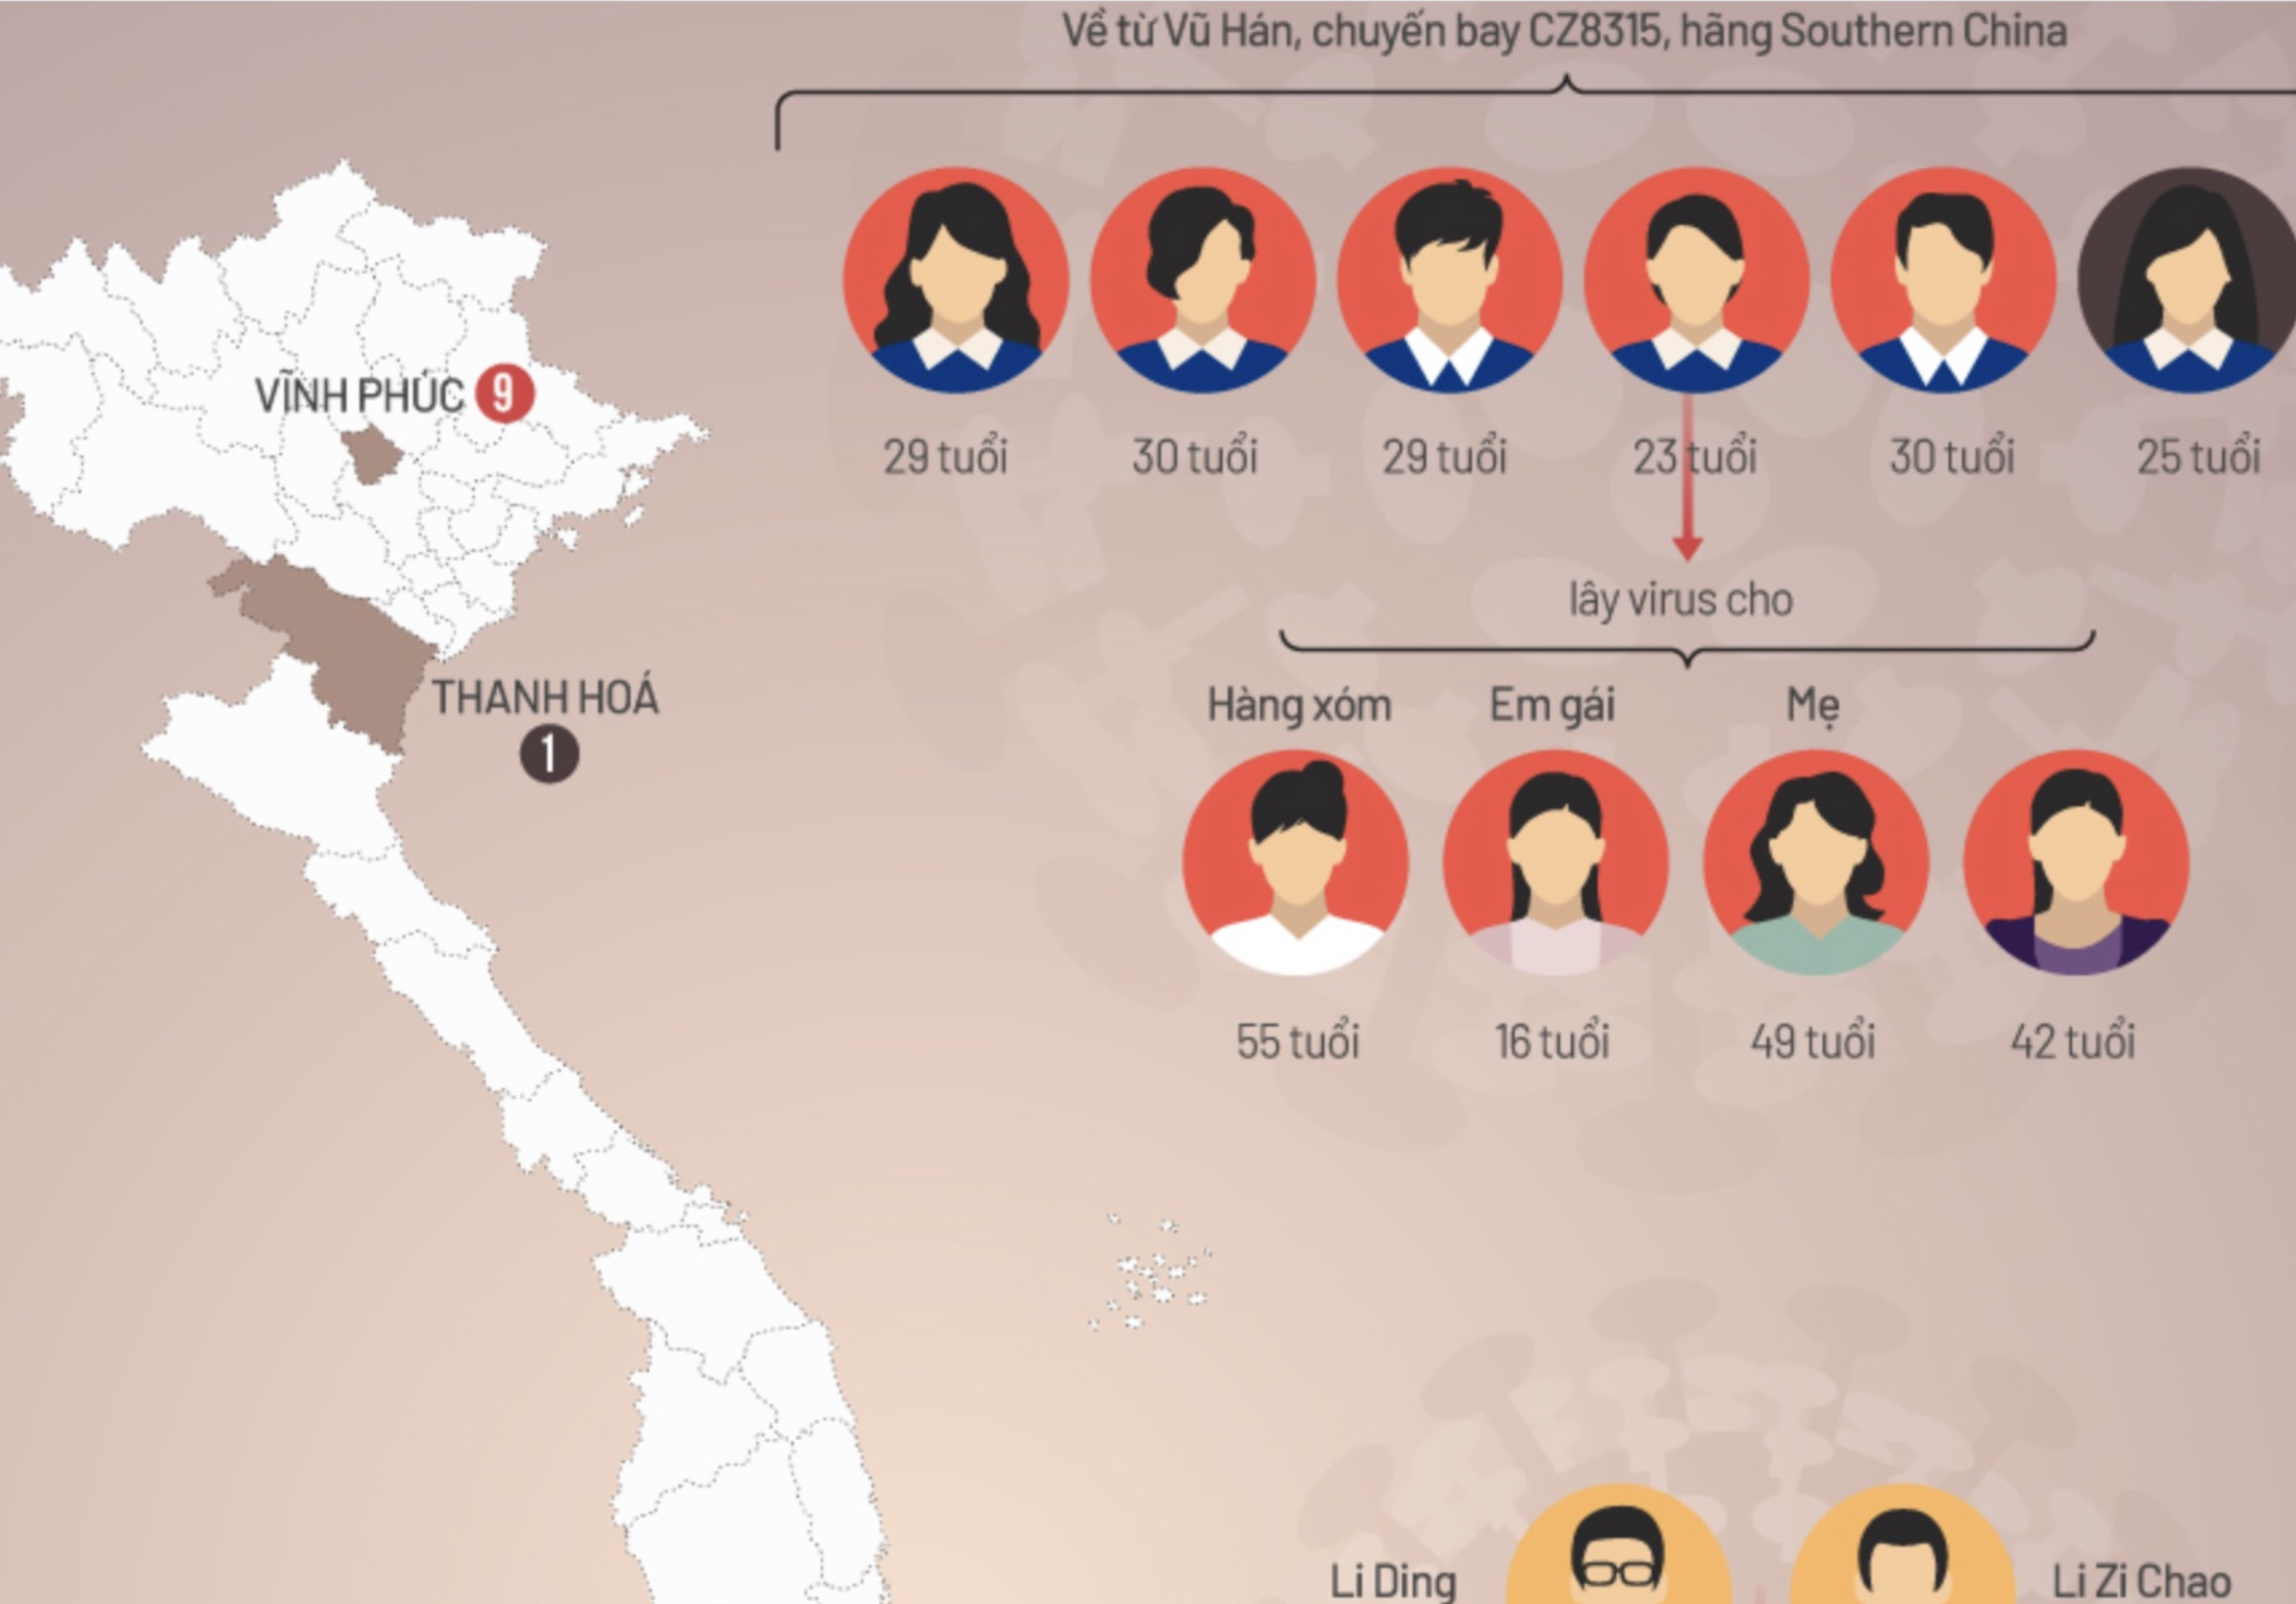 Về từ Vũ Hán, chuyến bay CZ8315, hãng Southern China
VĨNH PHÚC 9
29 tuổi
30 tuổi
29 tuổi
23 tuổi
30 tuổi
25 tuổi
lây virus cho
THANH HOÁ
1
Hàng xóm
Em gái
Mẹ
55 tuổi
16 tuổi
49 tuổi
42 tuổi
Li Ding
Li Zi Chao